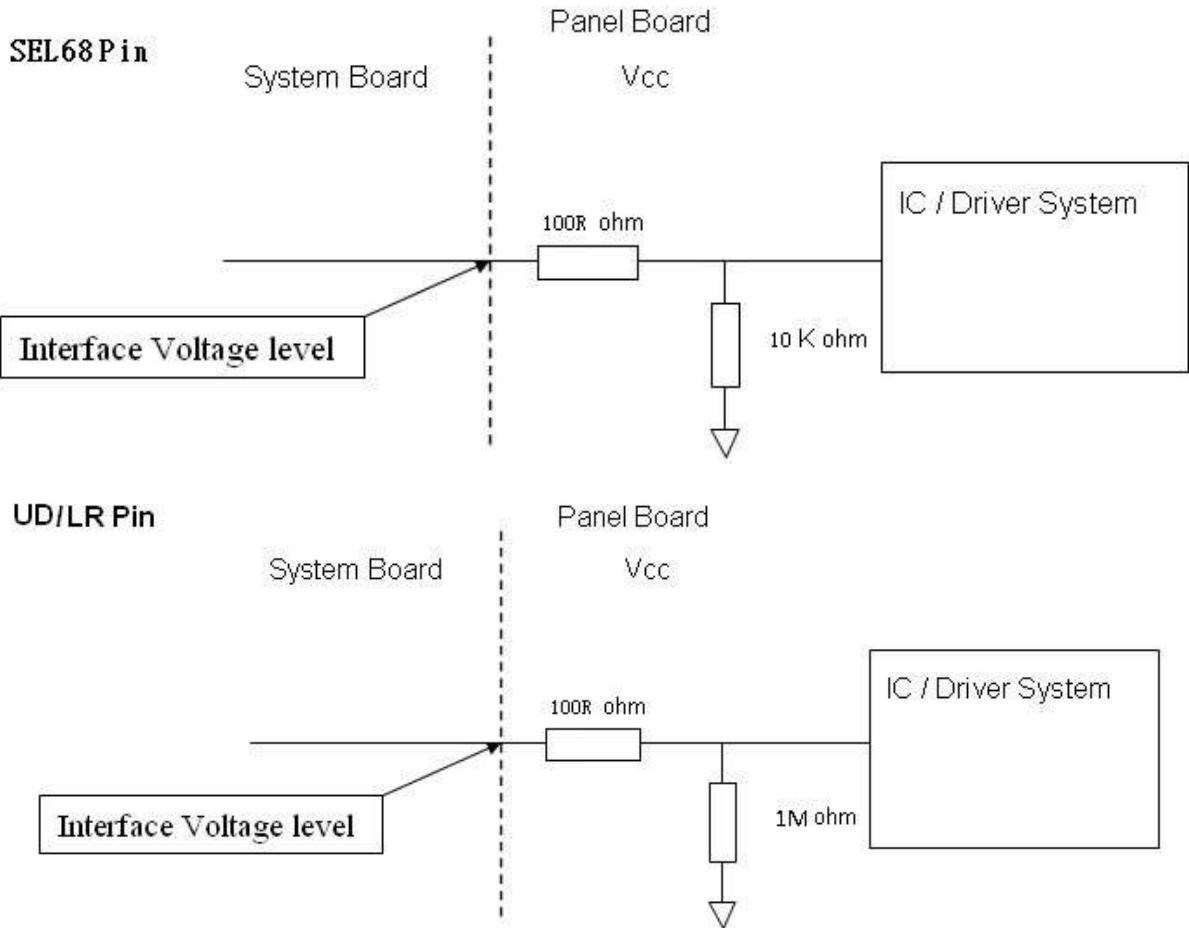 SEL68 Pin
Panel Board
System Board
Vcc
IC / Driver System
100R ohm
Interface Voltage level
10 K ohm
UD/LR Pin
Panel Board
System Board
Vcc
IC / Driver System
100R ohm
Interface Voltage level
1M ohm